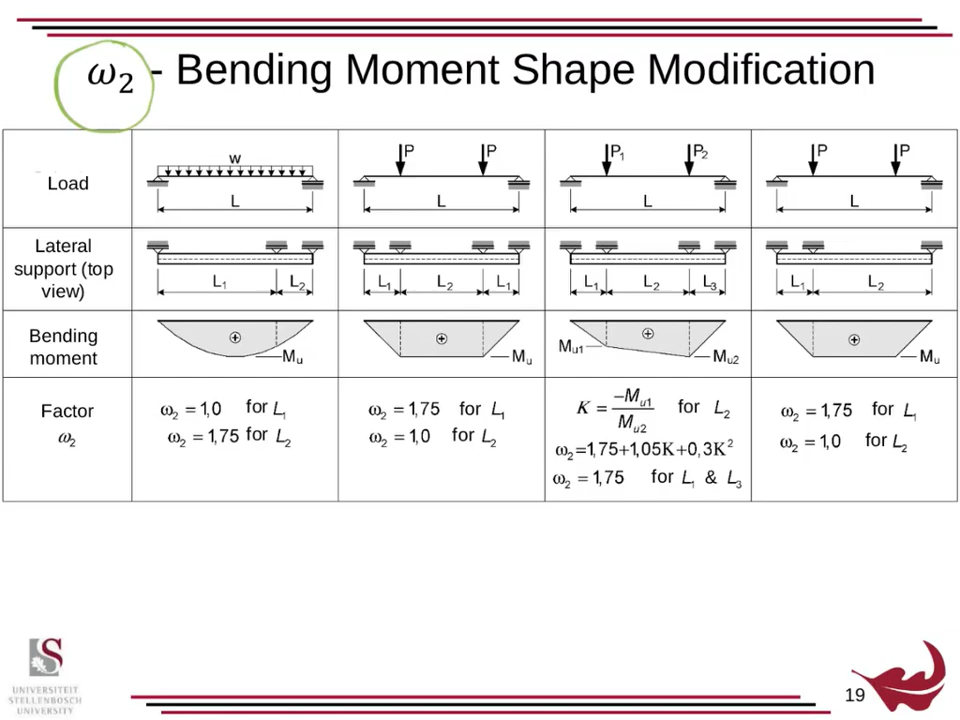 ω₂ - Bending Moment Shape Modification
Load
w
L
P P
L
P₁ P₂
L
P P
L
Lateral
support (top
view)
L₁ L₂
L₁ L₂ L₁
L₁ L₂ L₃
L₁ L₂
Bending
moment
Mu
Mu
Mu1 Mu2
Mu
Factor
ω₂
ω₂ = 1,0 for L₁
ω₂ = 1,75 for L₂
ω₂ = 1,75 for L₁
ω₂ = 1,0 for L₂
K = –Mu1 / Mu2 for L₂
ω₂=1,75+1,05K+0,3K²
ω₂ = 1,75 for L₁ & L₃
ω₂ = 1,75 for L₁
ω₂ = 1,0 for L₂
UNIVERSITEIT
STELLENBOSCH
UNIVERSITY
19